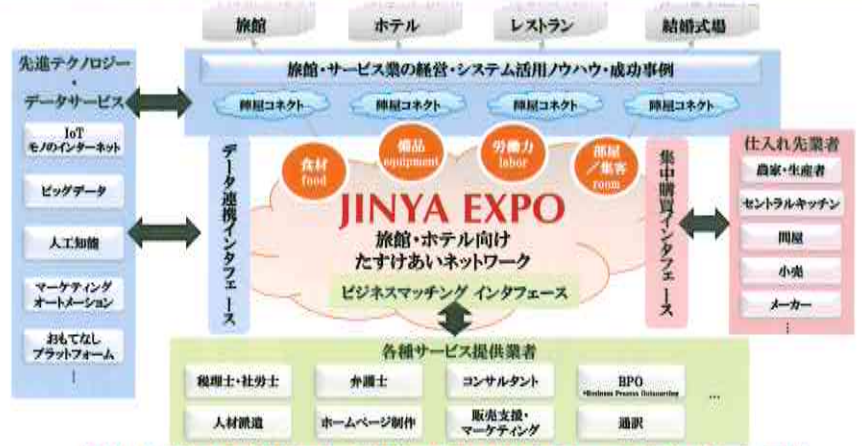 旅館
ホテル
レストラン
結婚式場
先進テクノロジー
・
データサービス
旅館・サービス業の経営・システム活用ノウハウ・成功事例
陣屋コネクト
陣屋コネクト
陣屋コネクト
陣屋コネクト
IoT
モノのインターネット
ビッグデータ
人工知能
マーケティング
オートメーション
おもてなし
プラットフォーム
⋮
データ連携インタフェース
食材
food
備品
equipment
労働力
labor
部屋
/集客
room
JINYA EXPO
旅館・ホテル向け
たすけあいネットワーク
ビジネスマッチング インタフェース
集中購買インタフェース
仕入れ先業者
農家・生産者
セントラルキッチン
問屋
小売
メーカー
⋮
各種サービス提供業者
税理士・社労士
弁護士
コンサルタント
BPO
*Business Process Outsourcing
…
人材派遣
ホームページ制作
販売支援・
マーケティング
通訳